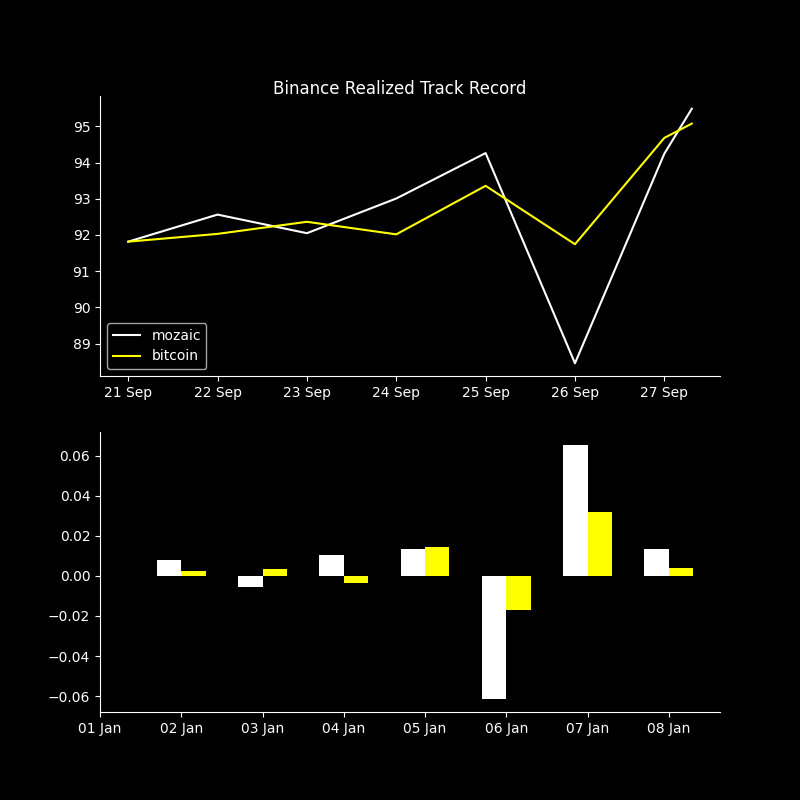 Binance Realized Track Record
95
94
93
92
91
90
89
mozaic
bitcoin
21 Sep 22 Sep 23 Sep 24 Sep 25 Sep 26 Sep 27 Sep
0.06
0.04
0.02
0.00
−0.02
−0.04
−0.06
01 Jan 02 Jan 03 Jan 04 Jan 05 Jan 06 Jan 07 Jan 08 Jan